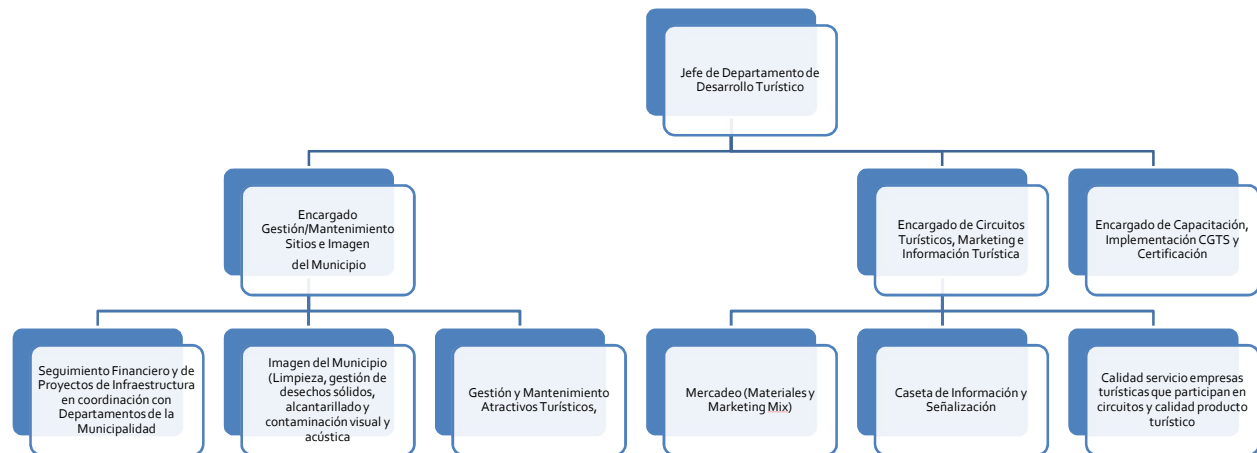 Jefe de Departamento de
Desarrollo Turístico
Encargado
Gestión/Mantenimiento
Sitios e Imagen
del Municipio
Encargado de Circuitos
Turísticos, Marketing e
Información Turística
Encargado de Capacitación,
Implementación CGTS y
Certificación
Seguimiento Financiero y de
Proyectos de Infraestructura
en coordinación con
Departamentos de la
Municipalidad
Imagen del Municipio
(Limpieza, gestión de
desechos sólidos,
alcantarillado y
contaminación visual y
acústica
Gestión y Mantenimiento
Atractivos Turísticos,
Mercadeo (Materiales y
Marketing Mix)
Caseta de Información y
Señalización
Calidad servicio empresas
turísticas que participan en
circuitos y calidad producto
turístico